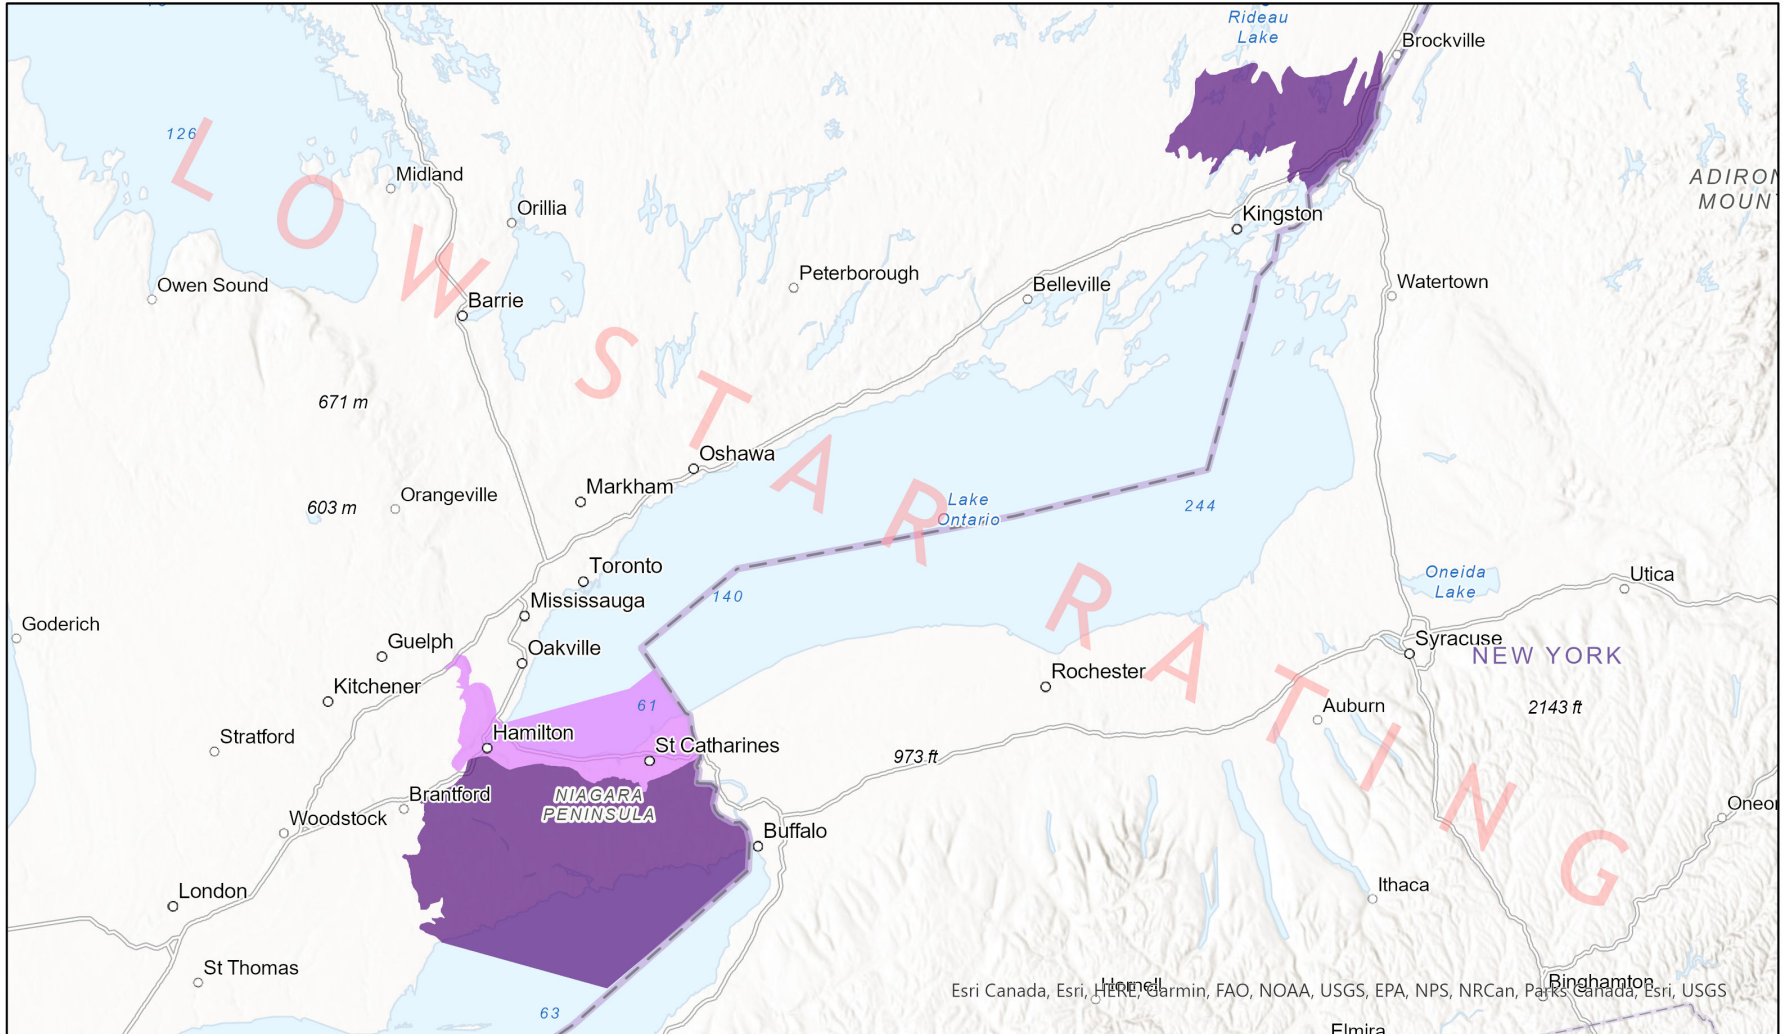 Rideau
Lake
Brockville
126
Midland
ADIRON
MOUNT
Orillia
Kingston
Owen Sound
Peterborough
Belleville
Watertown
Barrie
LOW STAR RATING
671 m
Oshawa
Markham
Orangeville
603 m
Lake
Ontario
244
Toronto
Oneida
Lake
Utica
140
Mississauga
Goderich
Guelph
Oakville
Syracuse
NEW YORK
Rochester
Kitchener
61
Auburn
2143 ft
Stratford
Hamilton
St Catharines
973 ft
Brantford
NIAGARA
PENINSULA
Woodstock
Oneon
Buffalo
London
Ithaca
St Thomas
Hornell
Binghamton
Esri Canada, Esri, HERE, Garmin, FAO, NOAA, USGS, EPA, NPS, NRCan, Parks Canada, Esri, USGS
63
Elmira